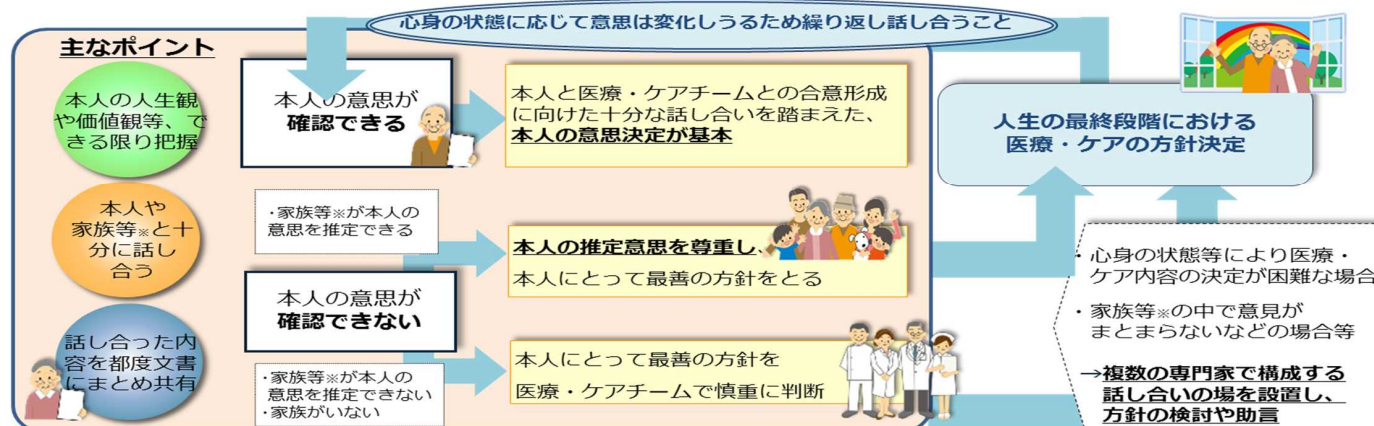 心身の状態に応じて意思は変化しうるため繰り返し話し合うこと
主なポイント
本人の人生観
や価値観等、で
きる限り把握
本人や
家族等※と十
分に話し
合う
話し合った内
容を都度文書
にまとめ共有
本人の意思が
確認できる
本人と医療・ケアチームとの合意形成
に向けた十分な話し合いを踏まえた、
本人の意思決定が基本
・家族等※が本人の
意思を推定できる
本人の推定意思を尊重し、
本人にとって最善の方針をとる
本人の意思が
確認できない
・家族等※が本人の
意思を推定できない
・家族がいない
本人にとって最善の方針を
医療・ケアチームで慎重に判断
人生の最終段階における
医療・ケアの方針決定
・心身の状態等により医療・
ケア内容の決定が困難な場合
・家族等※の中で意見が
まとまらないなどの場合等
→複数の専門家で構成する
話し合いの場を設置し、
方針の検討や助言